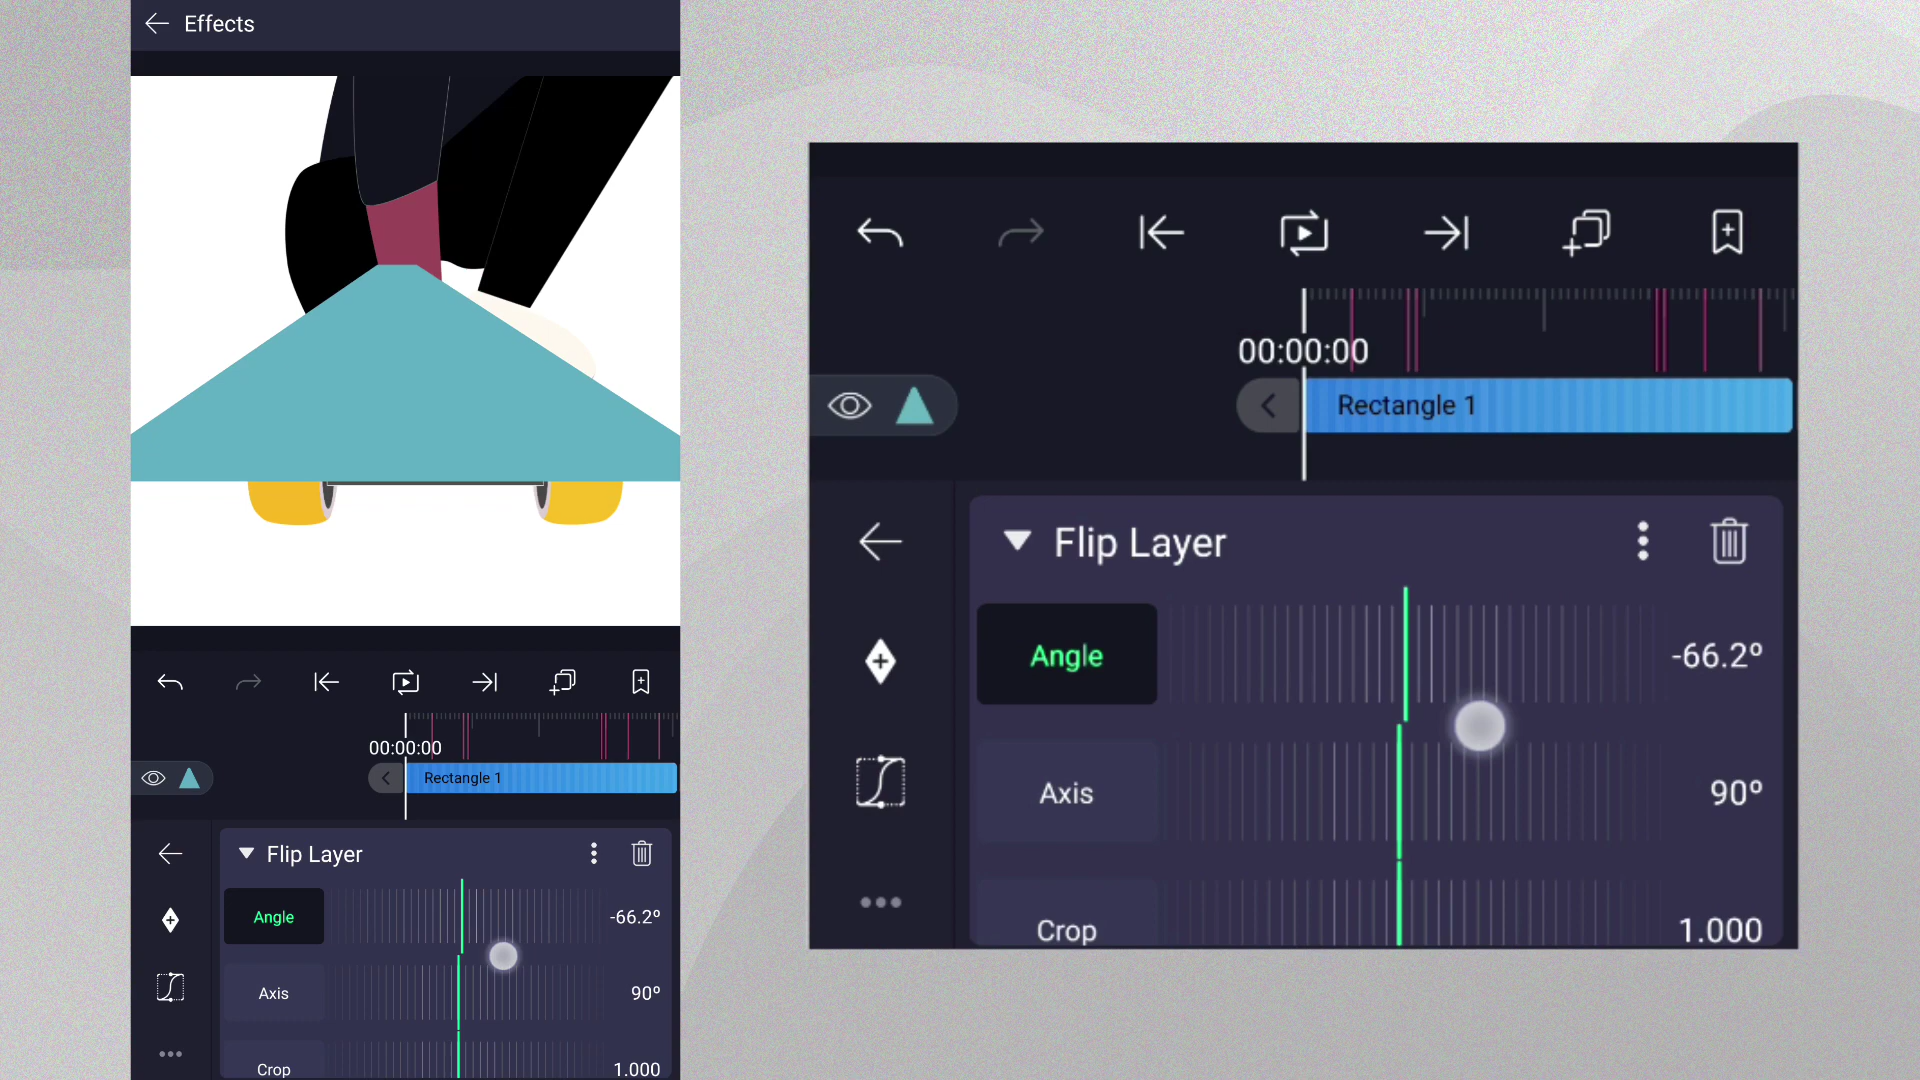 Effects
00:00:00
Rectangle 1
Flip Layer
Angle
-66.2º
Axis
90º
Crop
1.000
00:00:00
Rectangle 1
Flip Layer
Angle
-66.2º
Axis
90º
Crop
1.000